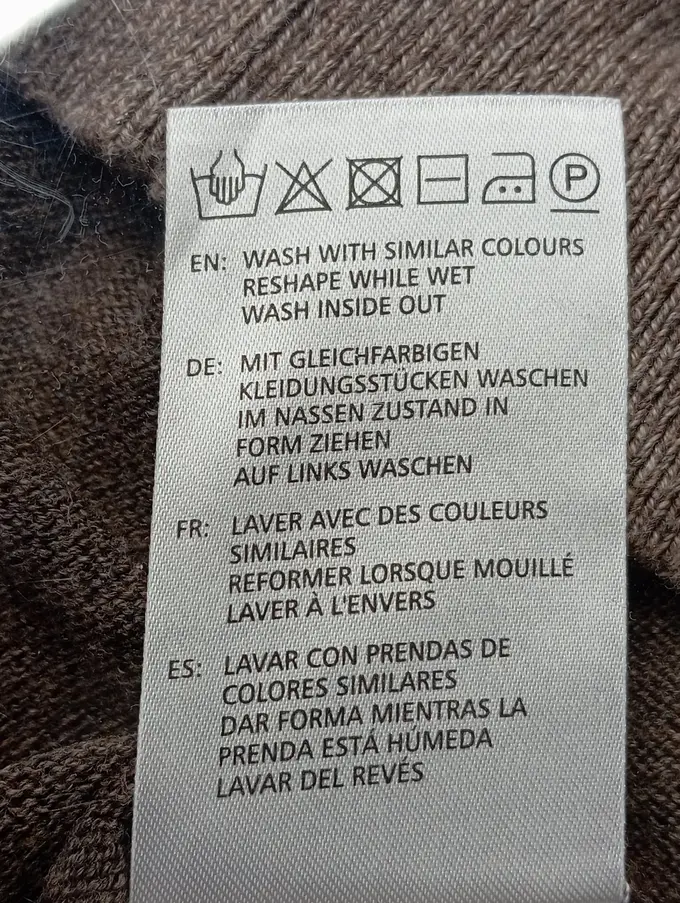 P
EN: WASH WITH SIMILAR COLOURS
RESHAPE WHILE WET
WASH INSIDE OUT
DE: MIT GLEICHFARBIGEN
KLEIDUNGSSTÜCKEN WASCHEN
IM NASSEN ZUSTAND IN
FORM ZIEHEN
AUF LINKS WASCHEN
FR: LAVER AVEC DES COULEURS
SIMILAIRES
REFORMER LORSQUE MOUILLÉ
LAVER À L'ENVERS
ES: LAVAR CON PRENDAS DE
COLORES SIMILARES
DAR FORMA MIENTRAS LA
PRENDA ESTÁ HÚMEDA
LAVAR DEL REVÉS